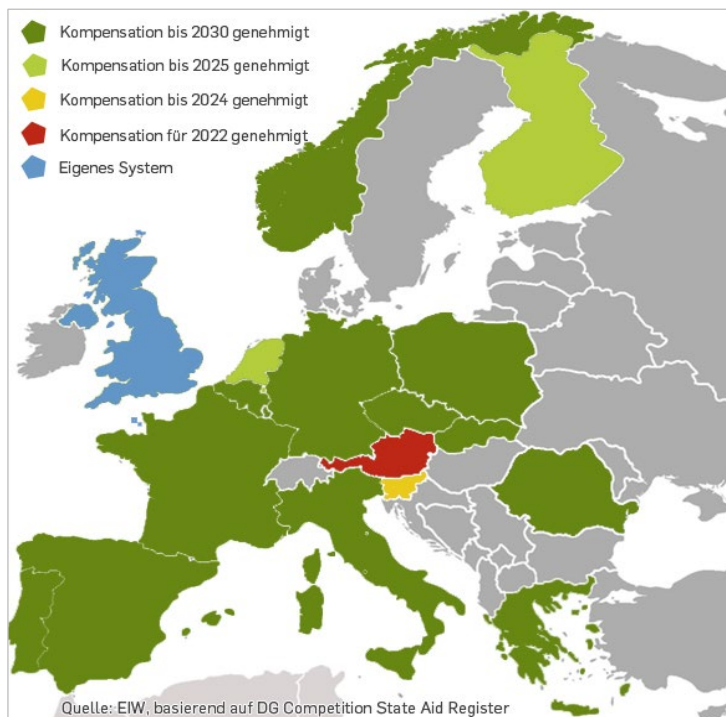 Kompensation bis 2030 genehmigt
Kompensation bis 2025 genehmigt
Kompensation bis 2024 genehmigt
Kompensation für 2022 genehmigt
Eigenes System
Quelle: EIW, basierend auf DG Competition State Aid Register